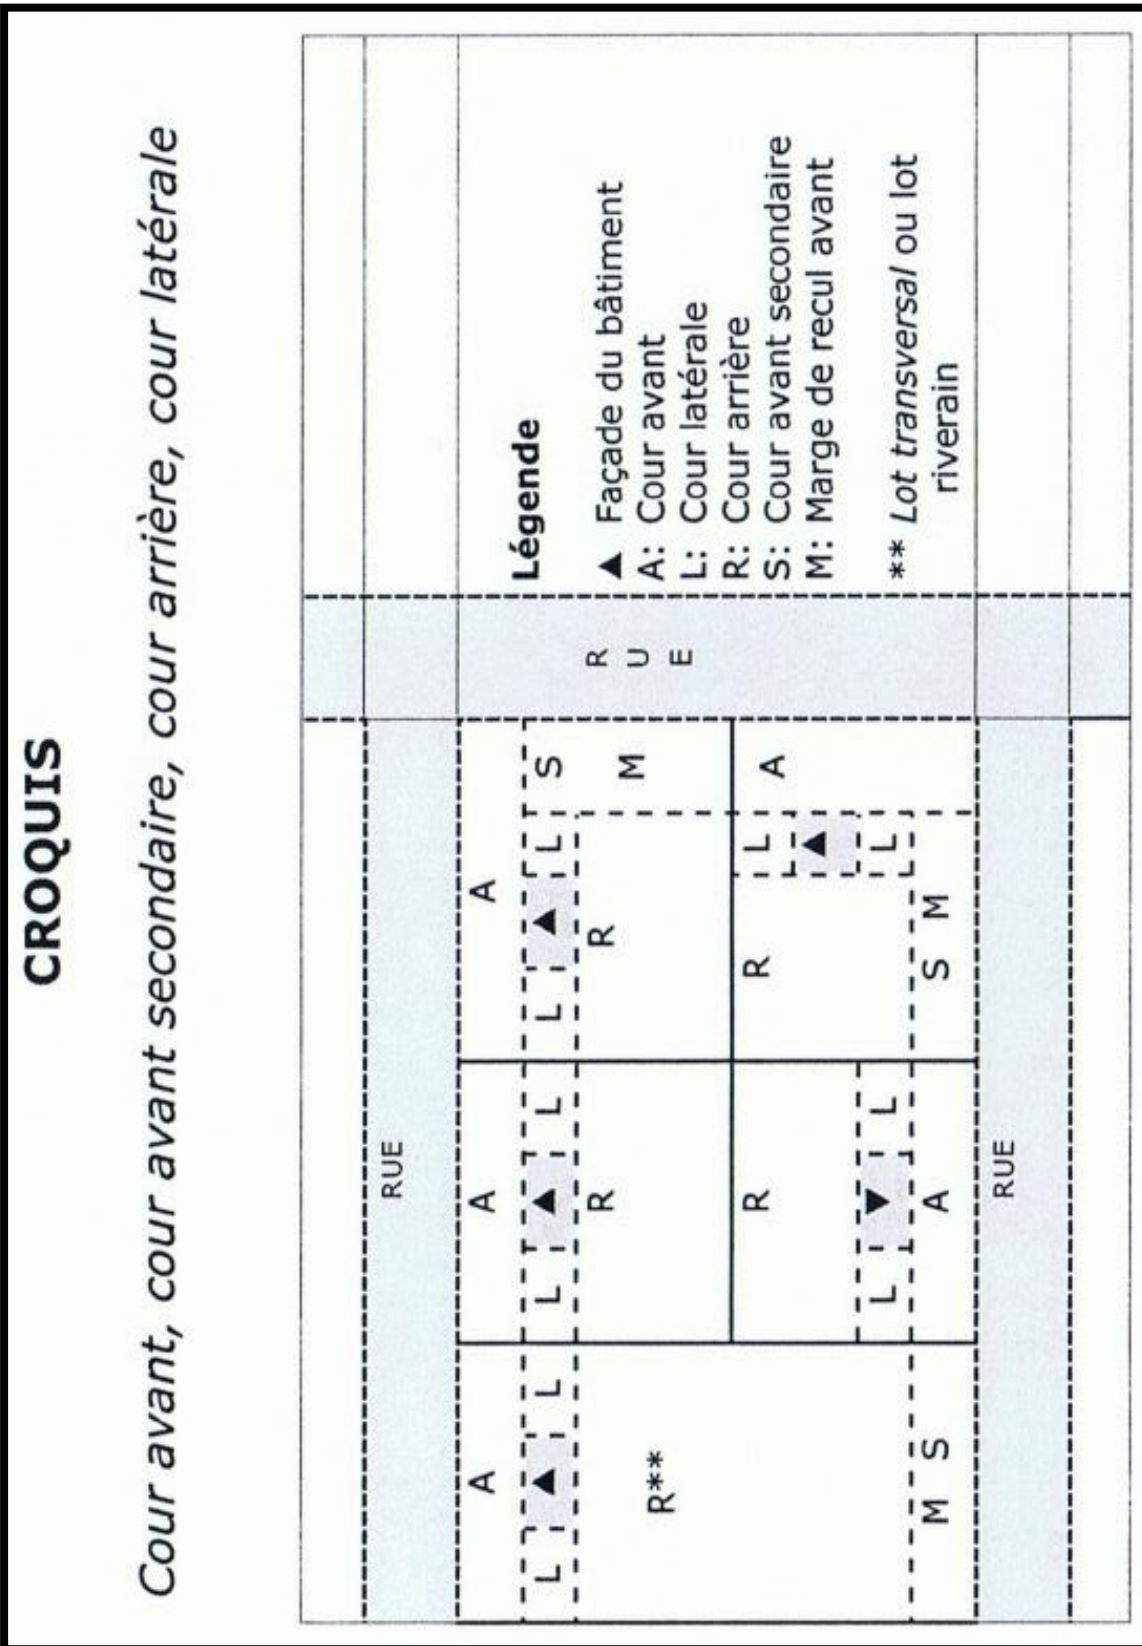 CROQUIS
Cour avant, cour avant secondaire, cour arrière, cour latérale
RUE
A A A
L ▲ L L ▲ L L ▲ L S
R R M
R**
R
U
E
R R L A
▲
L ▼ L L
M S A S M
RUE
Légende
▲ Façade du bâtiment
A: Cour avant
L: Cour latérale
R: Cour arrière
S: Cour avant secondaire
M: Marge de recul avant
** Lot transversal ou lot
riverain